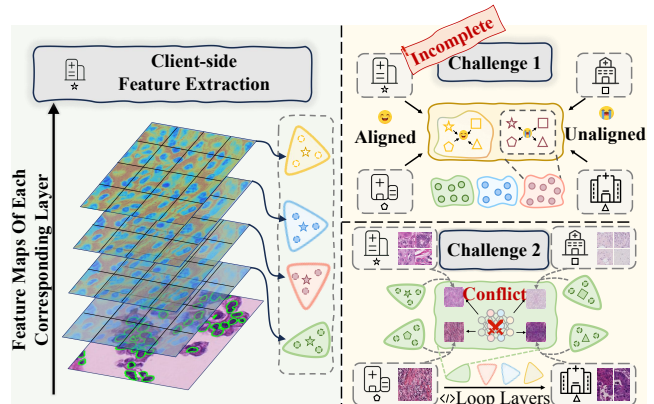 Client-side
Feature Extraction
Feature Maps Of Each
Corresponding Layer
Incomplete
Challenge 1
Aligned
Unaligned
Challenge 2
Conflict
</>Loop Layers